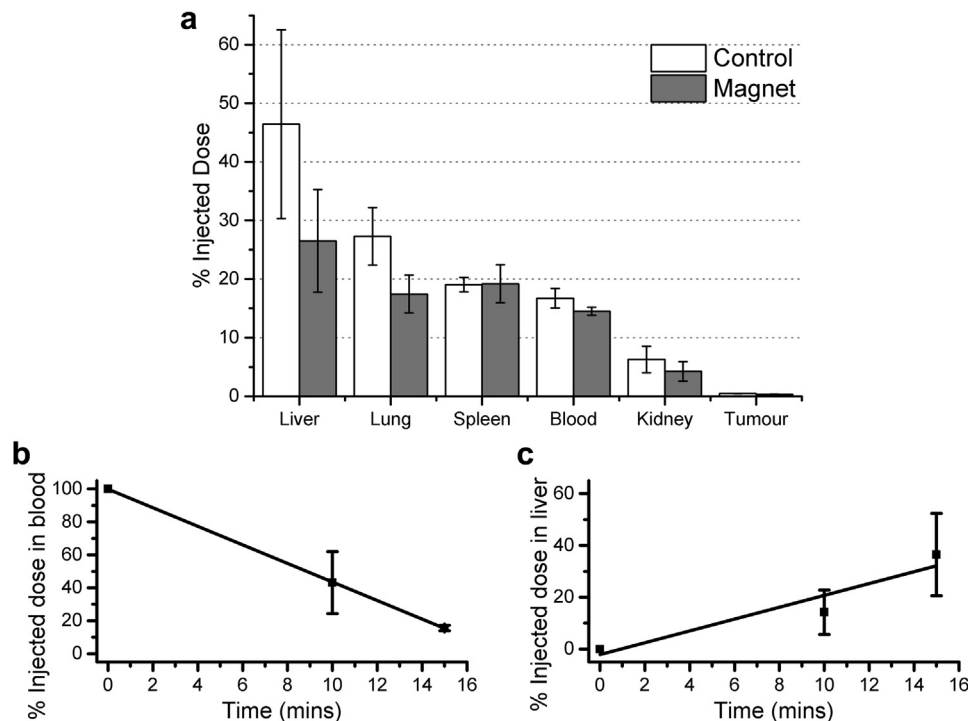 a
% Injected Dose
60
50
40
30
20
10
0
Control
Magnet
Liver Lung Spleen Blood Kidney Tumour
b
% Injected dose in blood
100
80
60
40
20
0
0 2 4 6 8 10 12 14 16
Time (mins)
c
% Injected dose in liver
60
40
20
0
0 2 4 6 8 10 12 14 16
Time (mins)